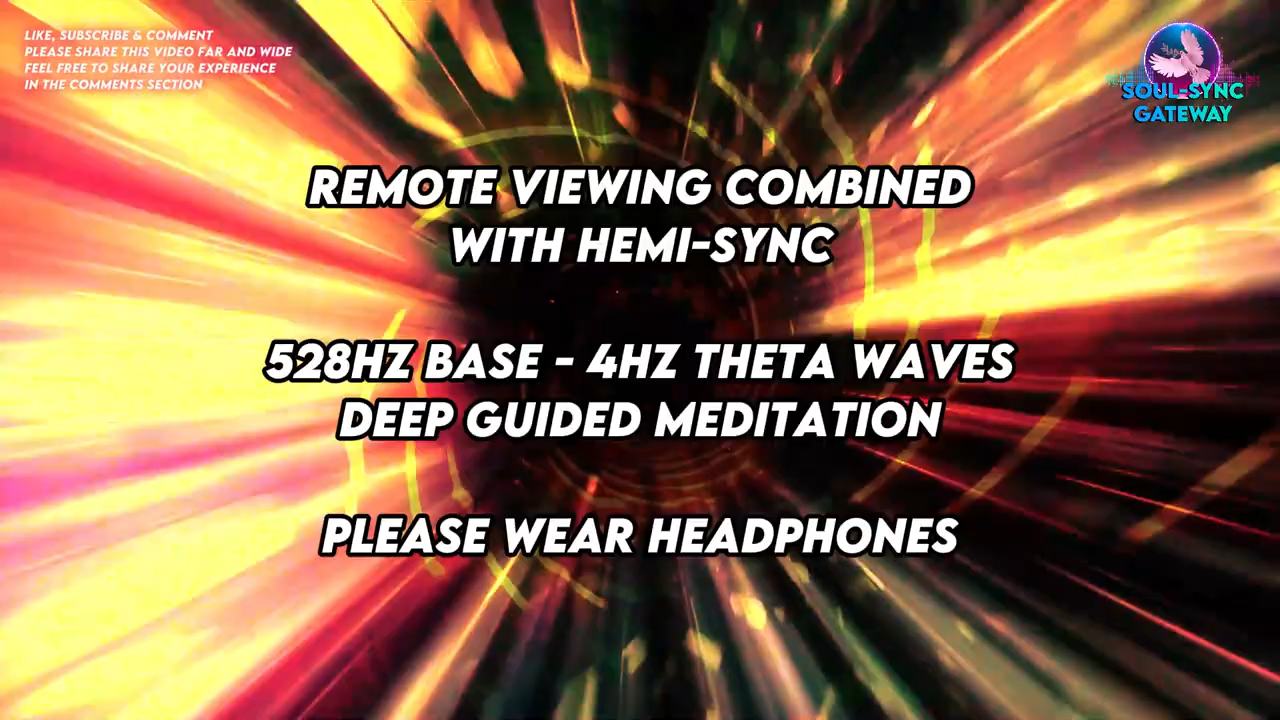 LIKE, SUBSCRIBE & COMMENT
PLEASE SHARE THIS VIDEO FAR AND WIDE
FEEL FREE TO SHARE YOUR EXPERIENCE
IN THE COMMENTS SECTION
SOUL-SYNC
GATEWAY
REMOTE VIEWING COMBINED
WITH HEMI-SYNC
528HZ BASE - 4HZ THETA WAVES
DEEP GUIDED MEDITATION
PLEASE WEAR HEADPHONES